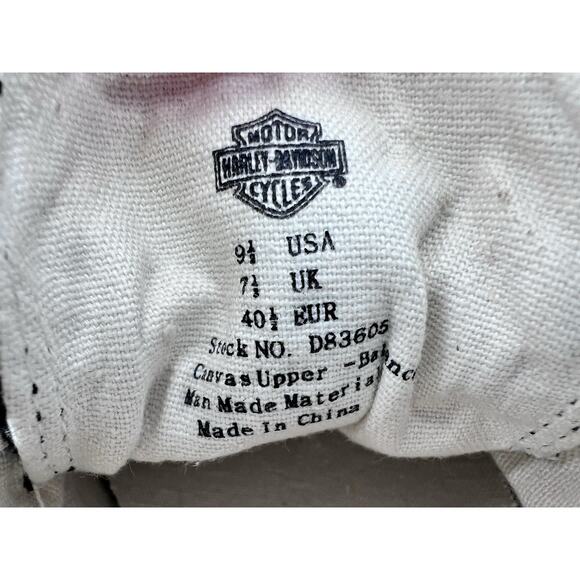 MOTOR
HARLEY-DAVIDSON
CYCLES
®
9½ USA
7½ UK
40½ EUR
Stock NO. D83605
Canvas Upper -Balance
Man Made Material
Made In China